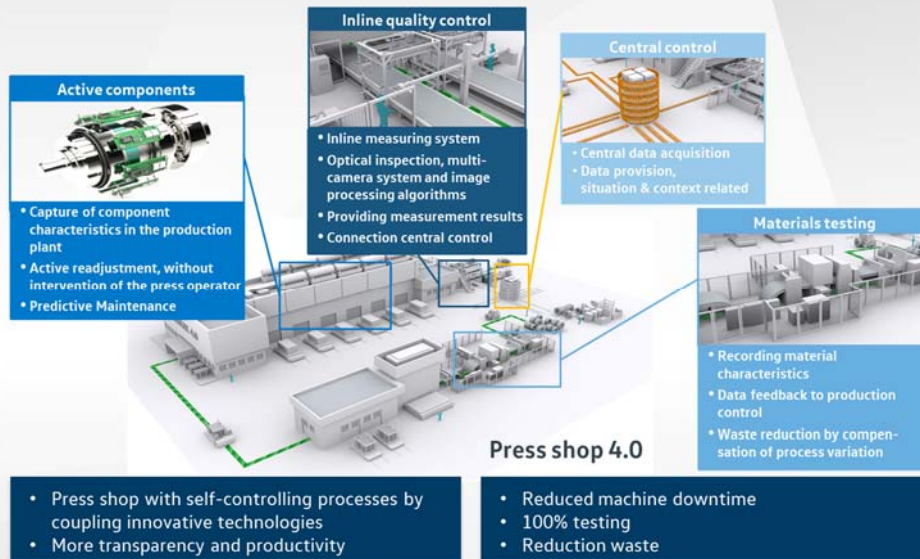 Inline quality control
• Inline measuring system
• Optical inspection, multi-
camera system and image
processing algorithms
• Providing measurement results
• Connection central control
Central control
• Central data acquisition
• Data provision,
situation & context related
Active components
• Capture of component
characteristics in the production
plant
• Active readjustment, without
intervention of the press operator
• Predictive Maintenance
Materials testing
• Recording material
characteristics
• Data feedback to production
control
• Waste reduction by compen-
sation of process variation
Press shop 4.0
• Press shop with self-controlling processes by
coupling innovative technologies
• More transparency and productivity
• Reduced machine downtime
• 100% testing
• Reduction waste